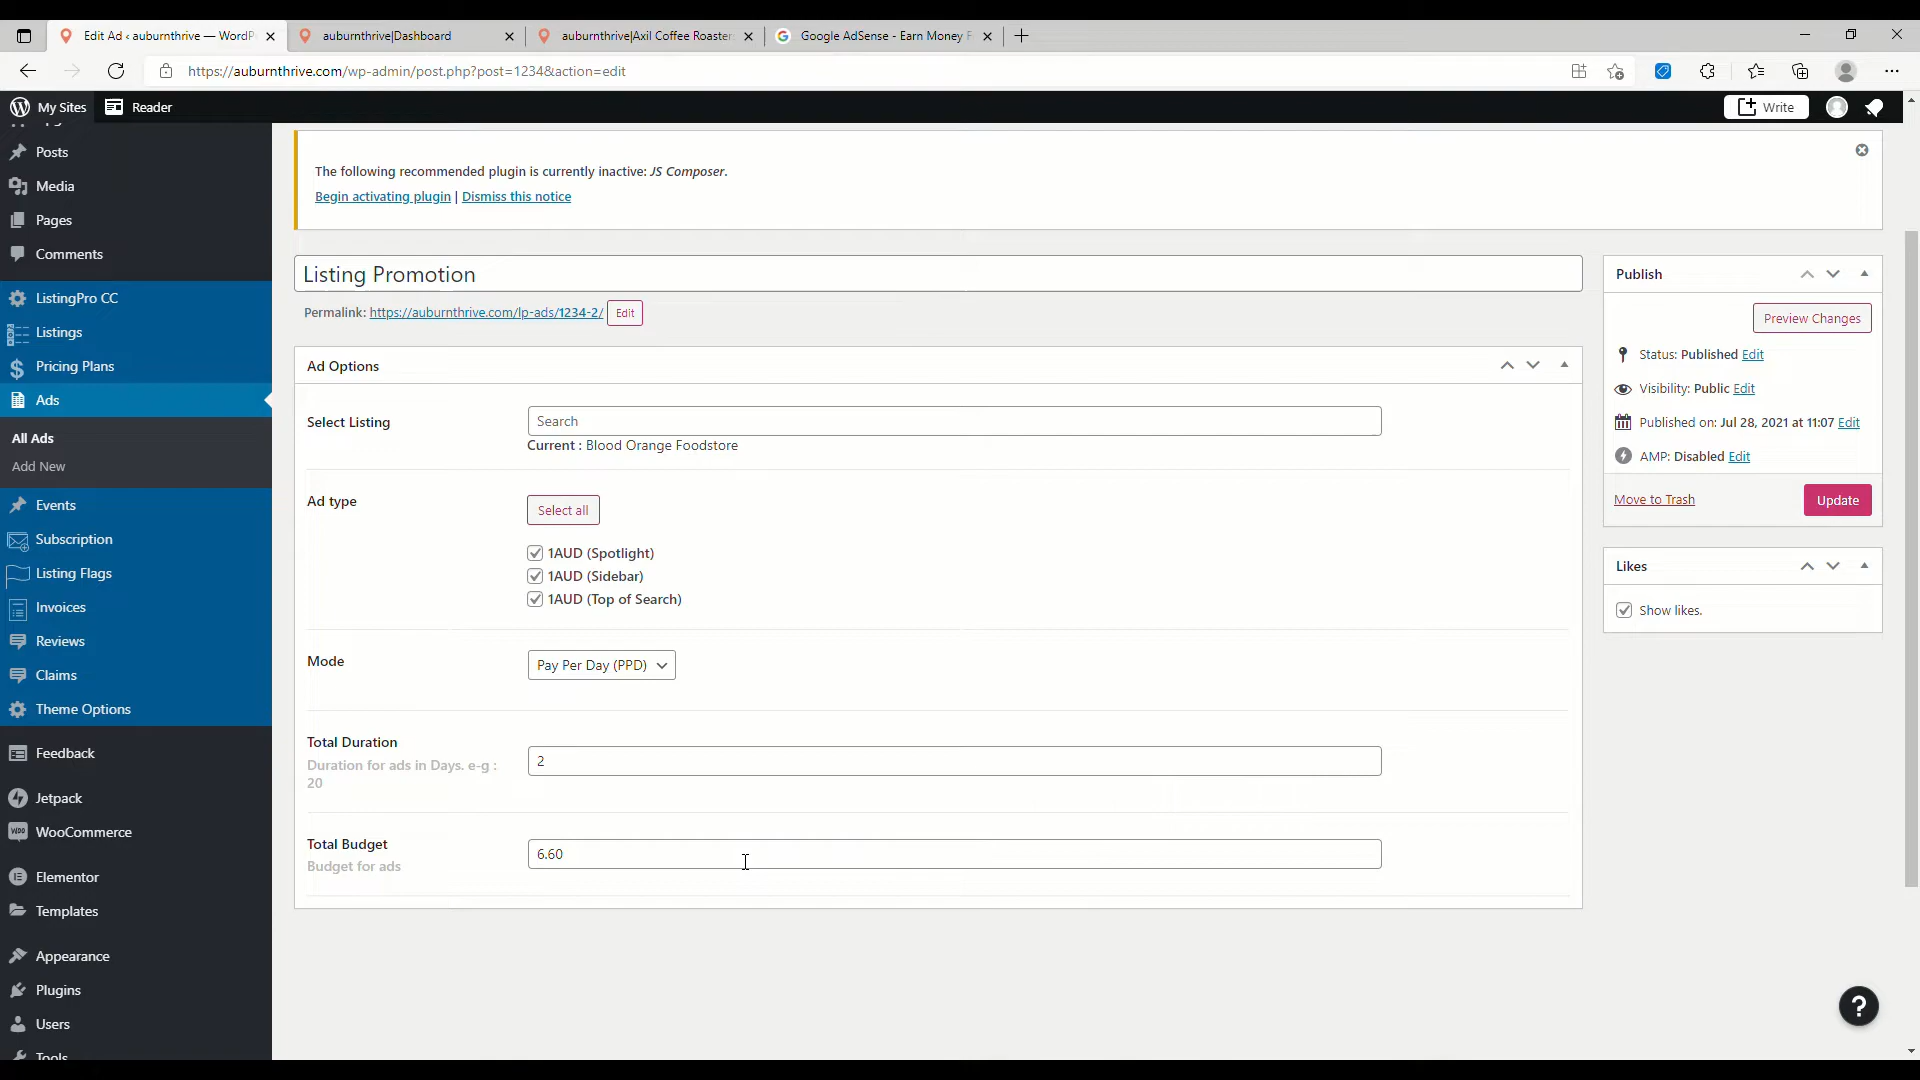 Edit Ad ‹ auburnthrive — WordP
auburnthrive|Dashboard
auburnthrive|Axil Coffee Roaster
Google AdSense - Earn Money F
https://auburnthrive.com/wp-admin/post.php?post=1234&action=edit
My Sites
Reader
Write
Posts
Media
Pages
Comments
ListingPro CC
Listings
Pricing Plans
Ads
All Ads
Add New
Events
Subscription
Listing Flags
Invoices
Reviews
Claims
Theme Options
Feedback
Jetpack
WooCommerce
Elementor
Templates
Appearance
Plugins
Users
Tools
The following recommended plugin is currently inactive: JS Composer.
Begin activating plugin | Dismiss this notice
Listing Promotion
Permalink: https://auburnthrive.com/lp-ads/1234-2/ Edit
Ad Options
Select Listing
Search
Current : Blood Orange Foodstore
Ad type
Select all
1AUD (Spotlight)
1AUD (Sidebar)
1AUD (Top of Search)
Mode
Pay Per Day (PPD)
Total Duration
Duration for ads in Days. e-g :
20
2
Total Budget
Budget for ads
6.60
Publish
Preview Changes
Status: Published Edit
Visibility: Public Edit
Published on: Jul 28, 2021 at 11:07 Edit
AMP: Disabled Edit
Move to Trash
Update
Likes
Show likes.
?